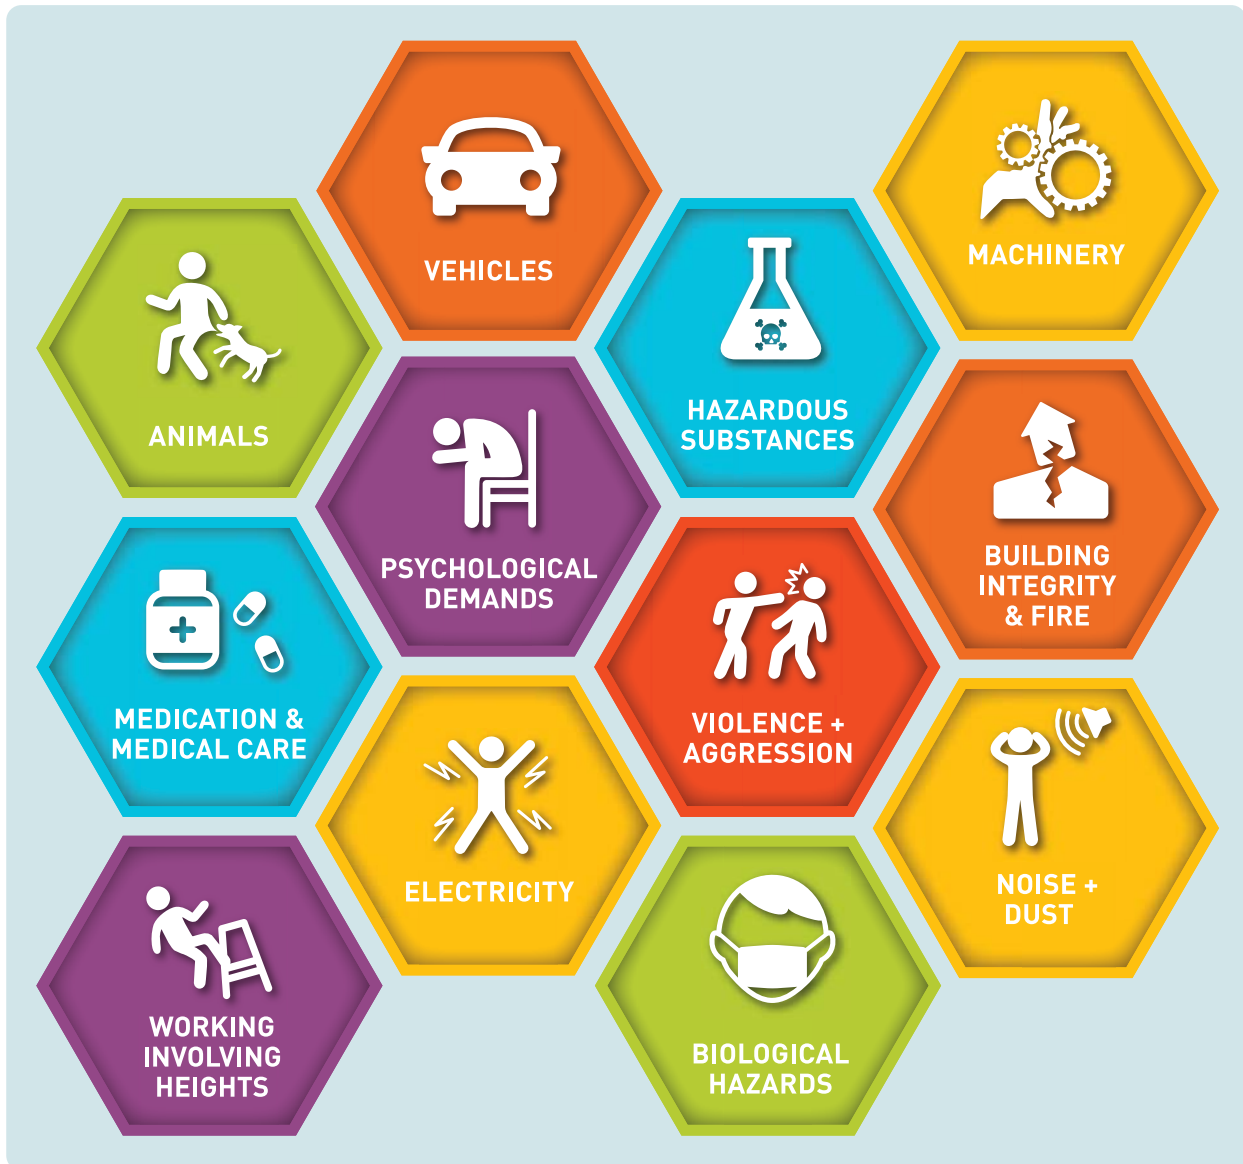 VEHICLES
MACHINERY
ANIMALS
HAZARDOUS
SUBSTANCES
PSYCHOLOGICAL
DEMANDS
BUILDING
INTEGRITY
& FIRE
MEDICATION &
MEDICAL CARE
VIOLENCE +
AGGRESSION
ELECTRICITY
NOISE +
DUST
WORKING
INVOLVING
HEIGHTS
BIOLOGICAL
HAZARDS